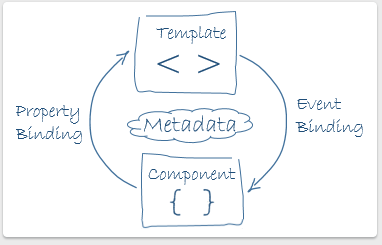 Template
< >
Property
Binding
Metadata
Event
Binding
Component
{ }